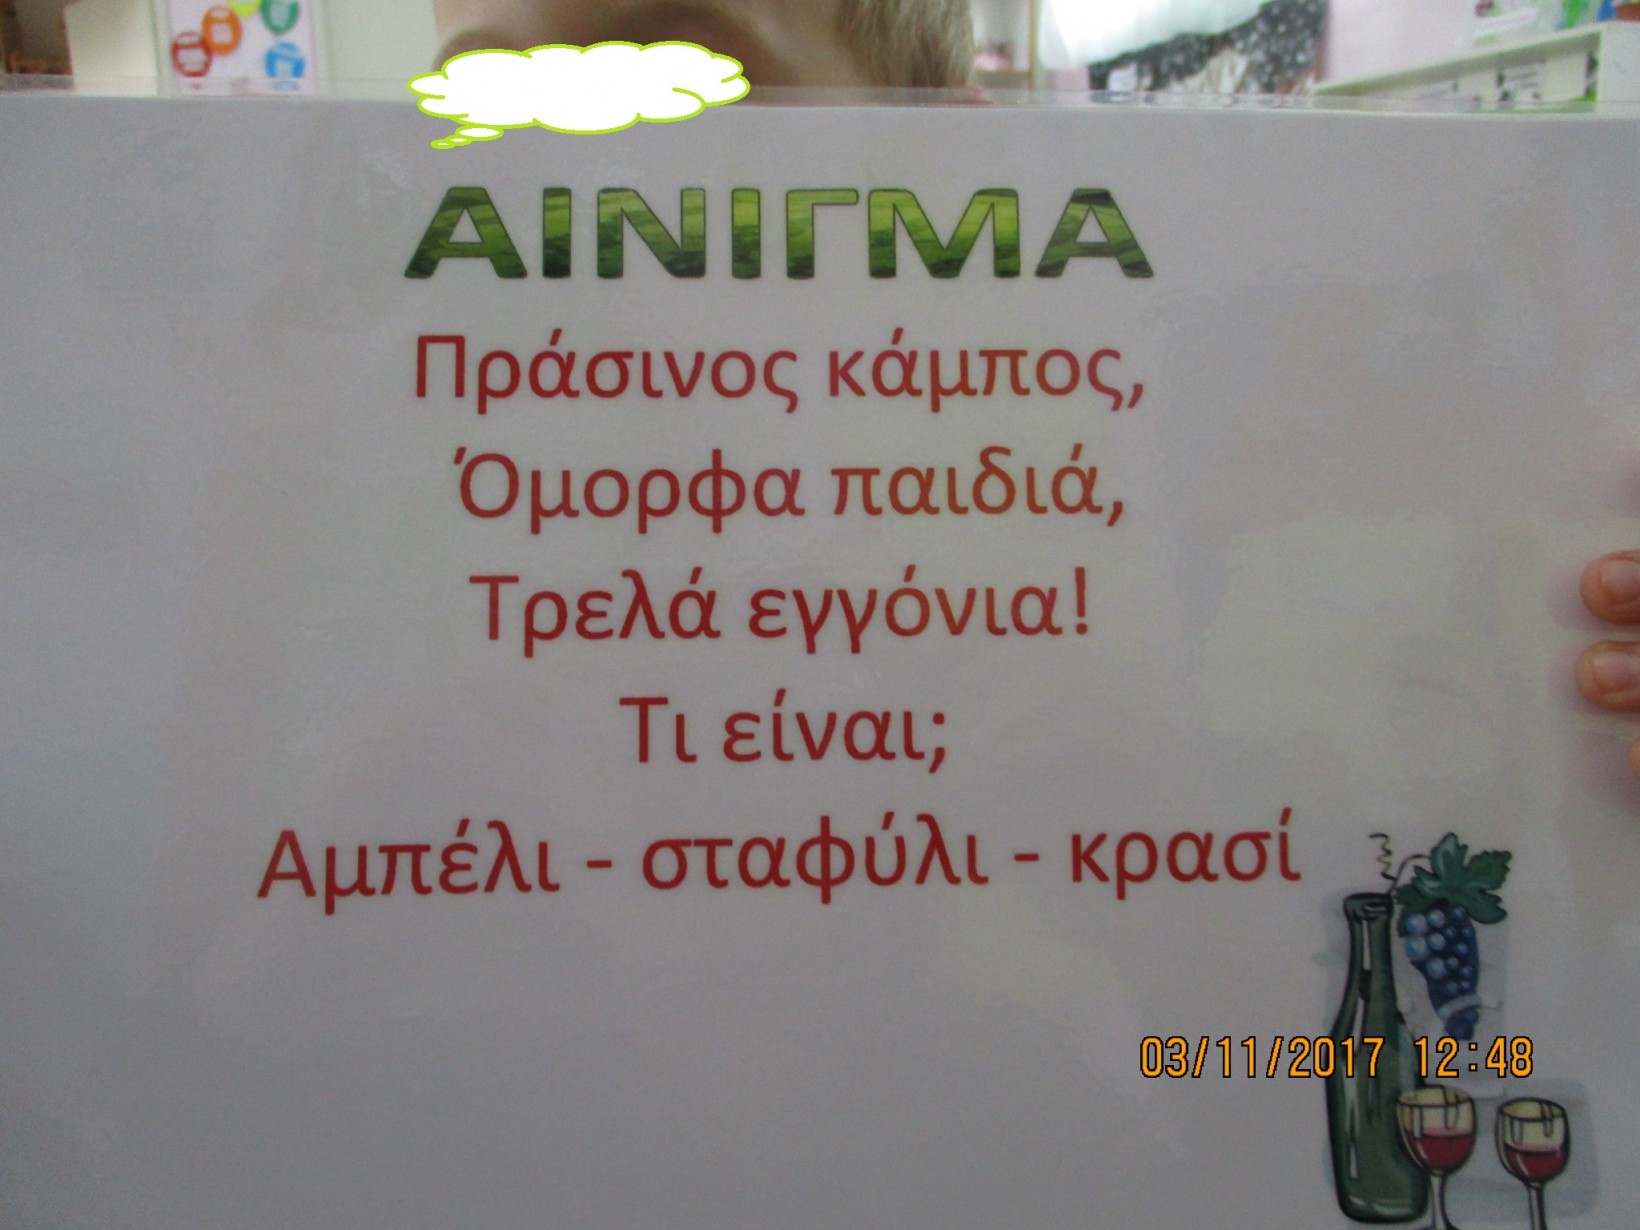 ΑΙΝΙΓΜΑ
Πράσινος κάμπος,
Όμορφα παιδιά,
Τρελά εγγόνια!
Τι είναι;
Αμπέλι - σταφύλι - κρασί
03/11/2017 12:48